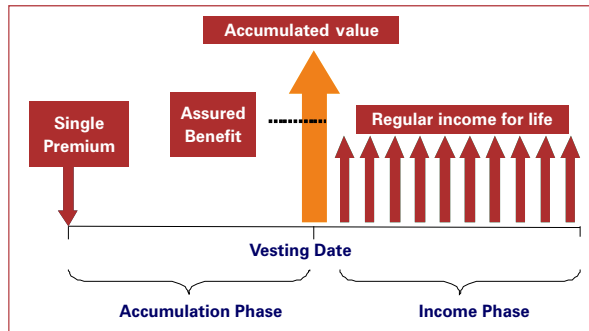 Accumulated value
Assured
Benefit
Single
Premium
Regular income for life
Vesting Date
Accumulation Phase
Income Phase